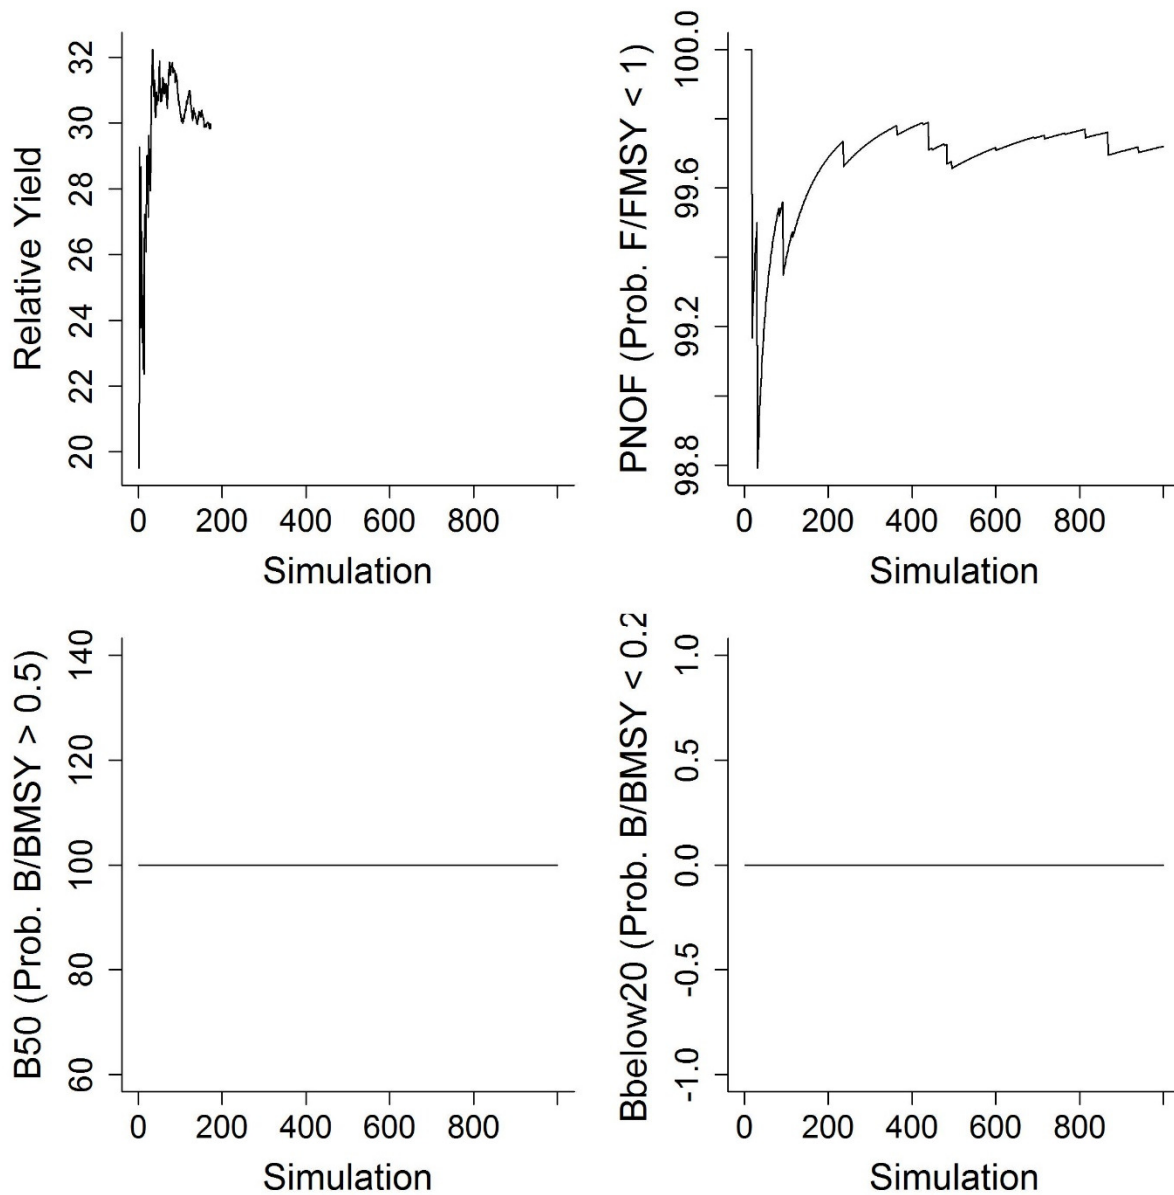 Relative Yield
32
30
28
26
24
22
20
0 200 400 600 800
Simulation
PNOF (Prob. F/FMSY < 1)
100.0
99.6
99.2
98.8
0 200 400 600 800
Simulation
B50 (Prob. B/BMSY > 0.5)
140
120
100
80
60
0 200 400 600 800
Simulation
Bbelow20 (Prob. B/BMSY < 0.2
1.0
0.5
0.0
-0.5
-1.0
0 200 400 600 800
Simulation